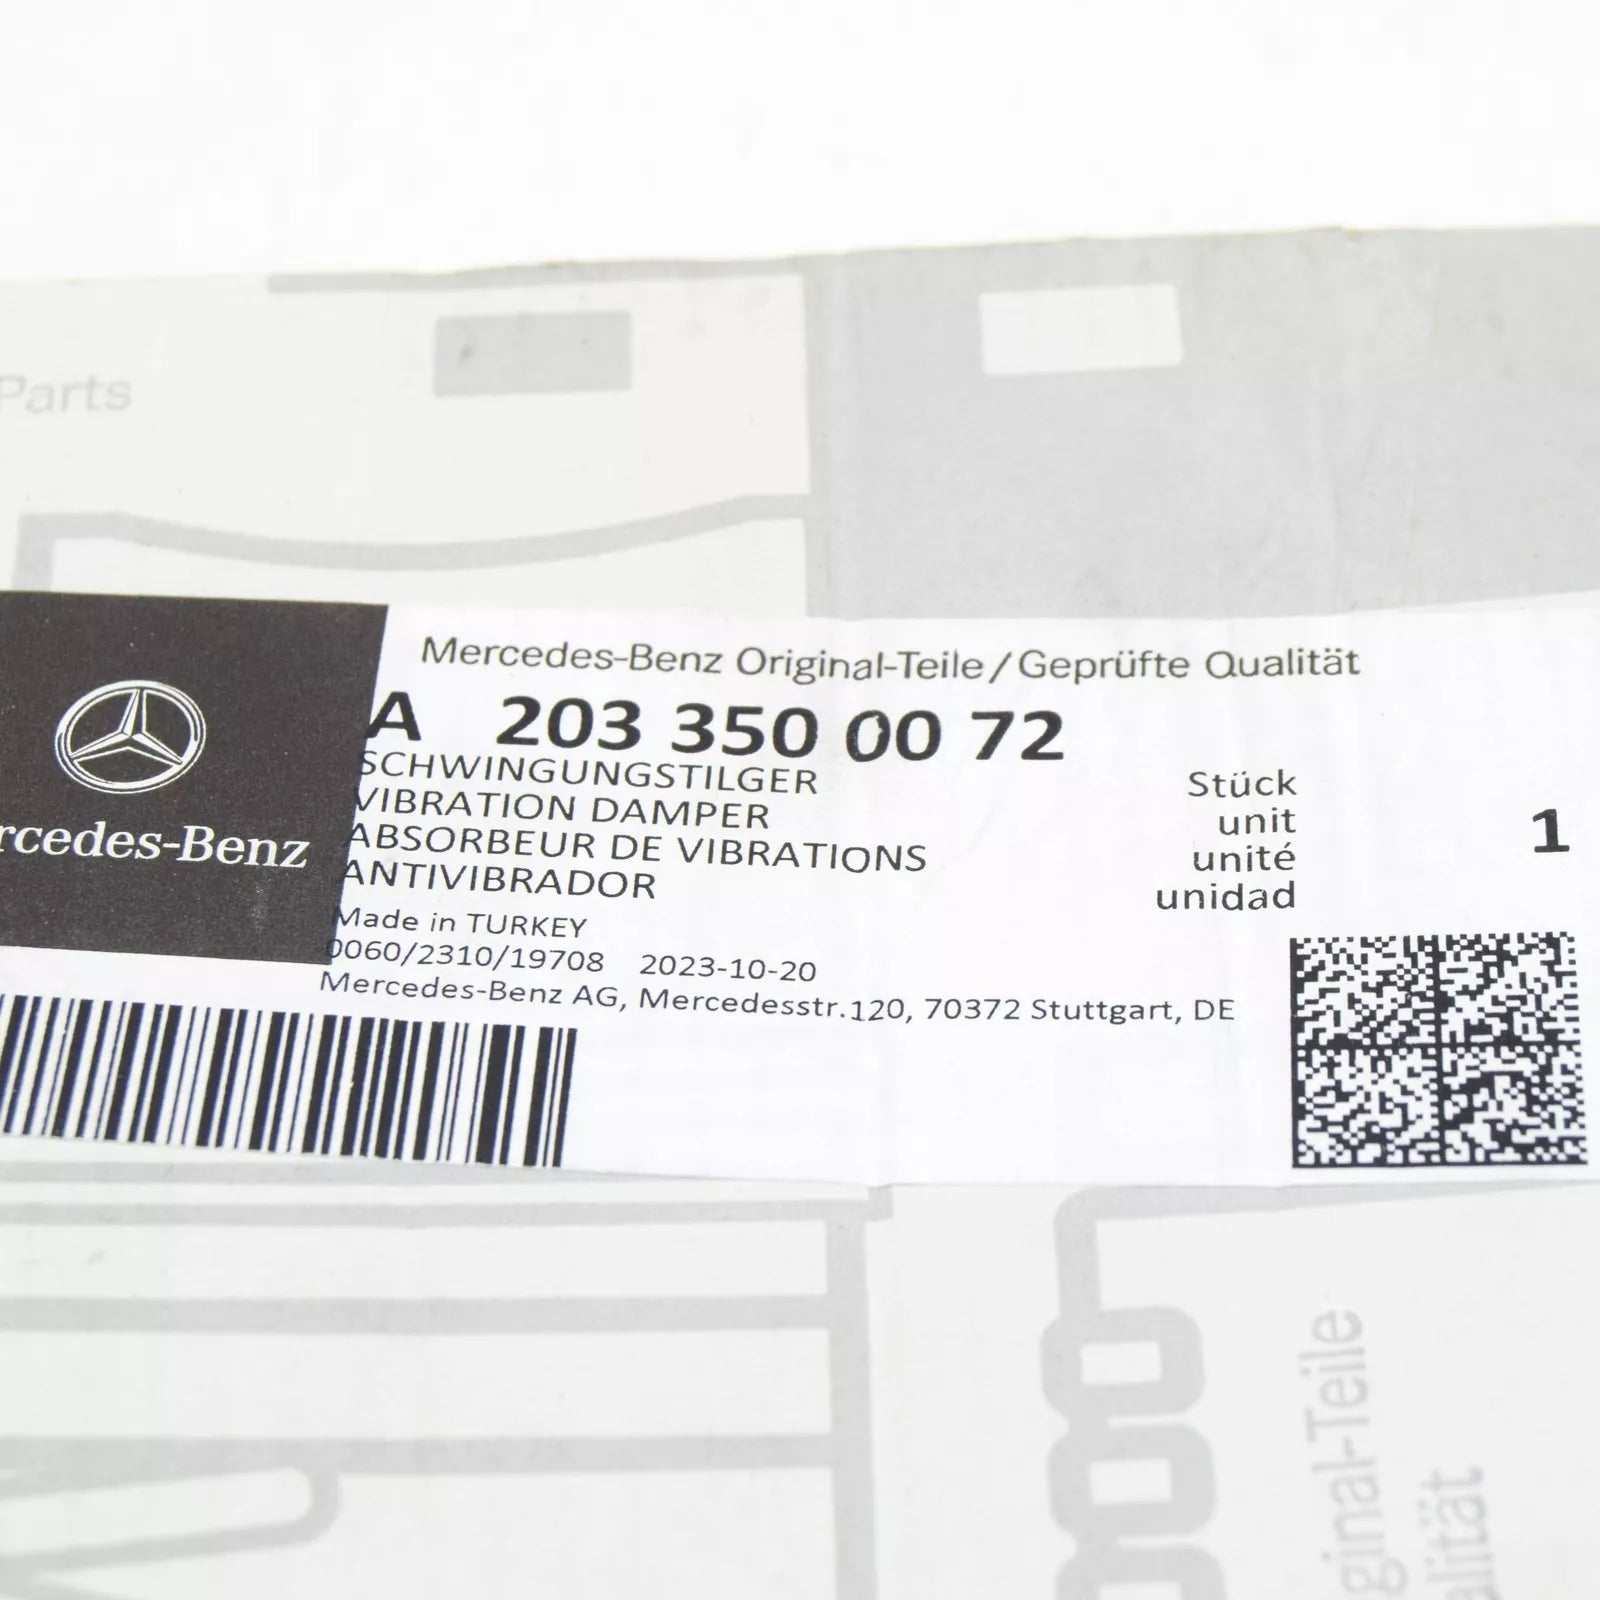 Parts
Mercedes-Benz Original-Teile/Geprüfte Qualität
A 203 350 00 72
SCHWINGUNGSTILGER
VIBRATION DAMPER
ABSORBEUR DE VIBRATIONS
ANTIVIBRADOR
Stück
unit
unité
unidad
1
Made in TURKEY
0060/2310/19708 2023-10-20
Mercedes-Benz AG, Mercedesstr.120, 70372 Stuttgart, DE
rcedes-Benz
ginal-Teile
alität